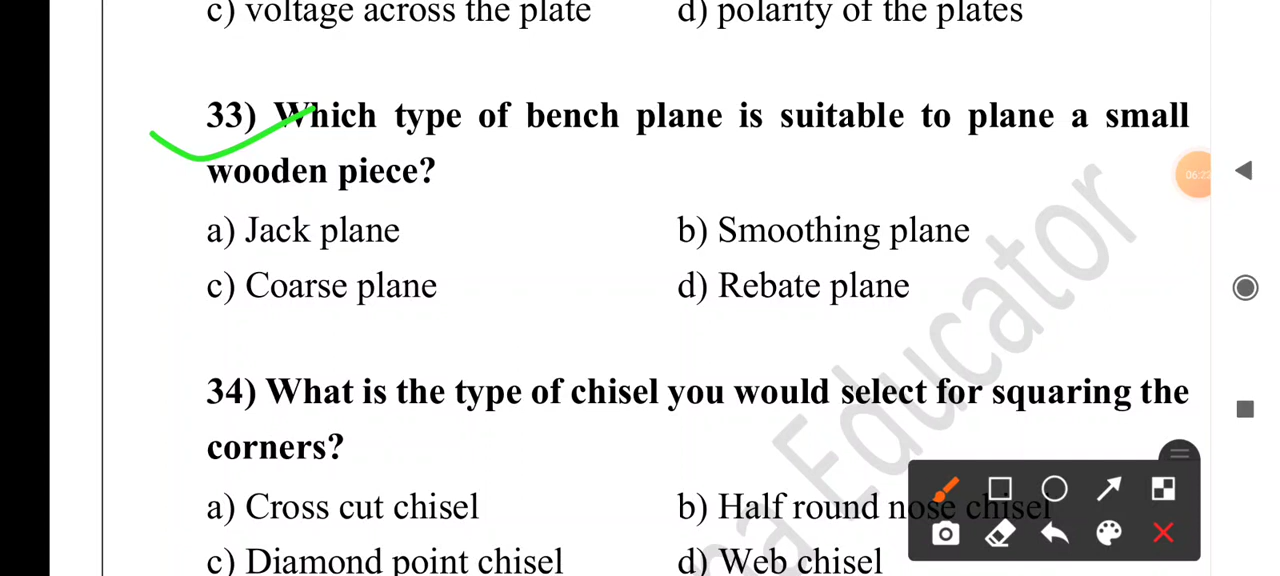 c) voltage across the plate d) polarity of the plates
33) Which type of bench plane is suitable to plane a small
wooden piece?
a) Jack plane b) Smoothing plane
c) Coarse plane d) Rebate plane
34) What is the type of chisel you would select for squaring the
corners?
a) Cross cut chisel b) Half round nose chisel
c) Diamond point chisel d) Web chisel
Educator